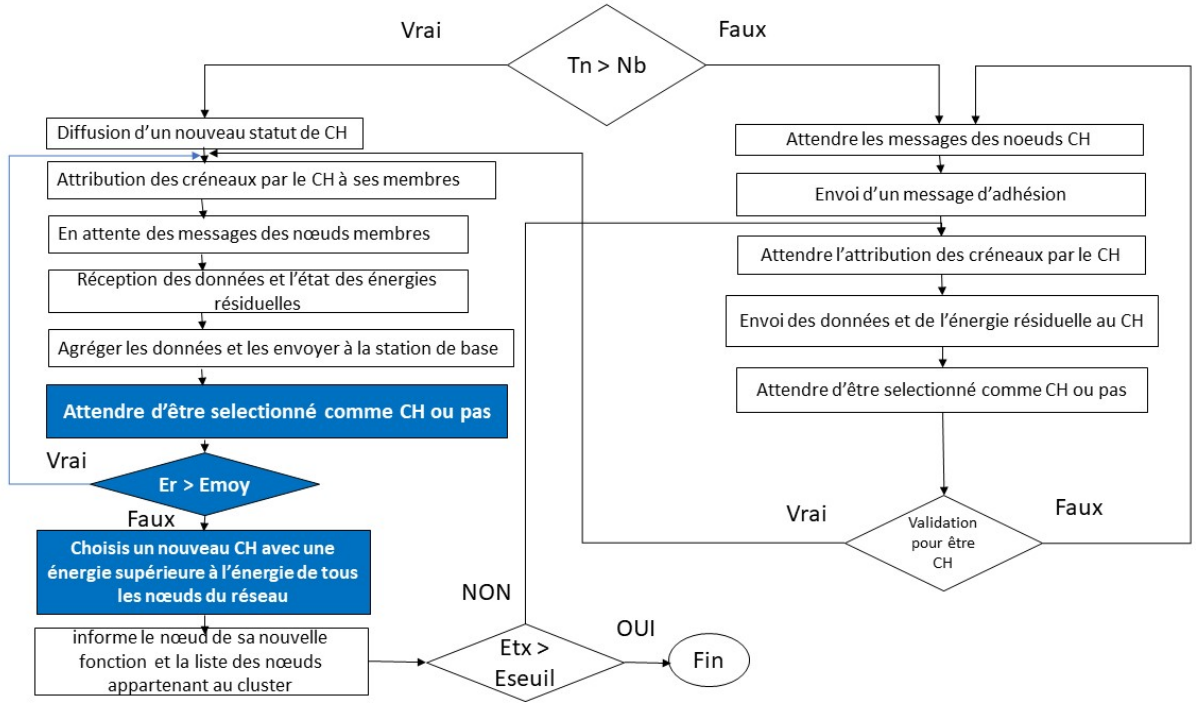 Vrai
Tn > Nb
Faux
Diffusion d'un nouveau statut de CH
Attribution des créneaux par le CH à ses membres
En attente des messages des nœuds membres
Réception des données et l'état des énergies
résiduelles
Agréger les données et les envoyer à la station de base
Attendre d'être selectionné comme CH ou pas
Vrai
Er > Emoy
Faux
Choisis un nouveau CH avec une
énergie supérieure à l'énergie de tous
les nœuds du réseau
informe le nœud de sa nouvelle
fonction et la liste des nœuds
appartenant au cluster
NON
Etx >
Eseuil
OUI
Fin
Attendre les messages des noeuds CH
Envoi d'un message d'adhésion
Attendre l'attribution des créneaux par le CH
Envoi des données et de l'énergie résiduelle au CH
Attendre d'être selectionné comme CH ou pas
Vrai
Validation
pour être
CH
Faux